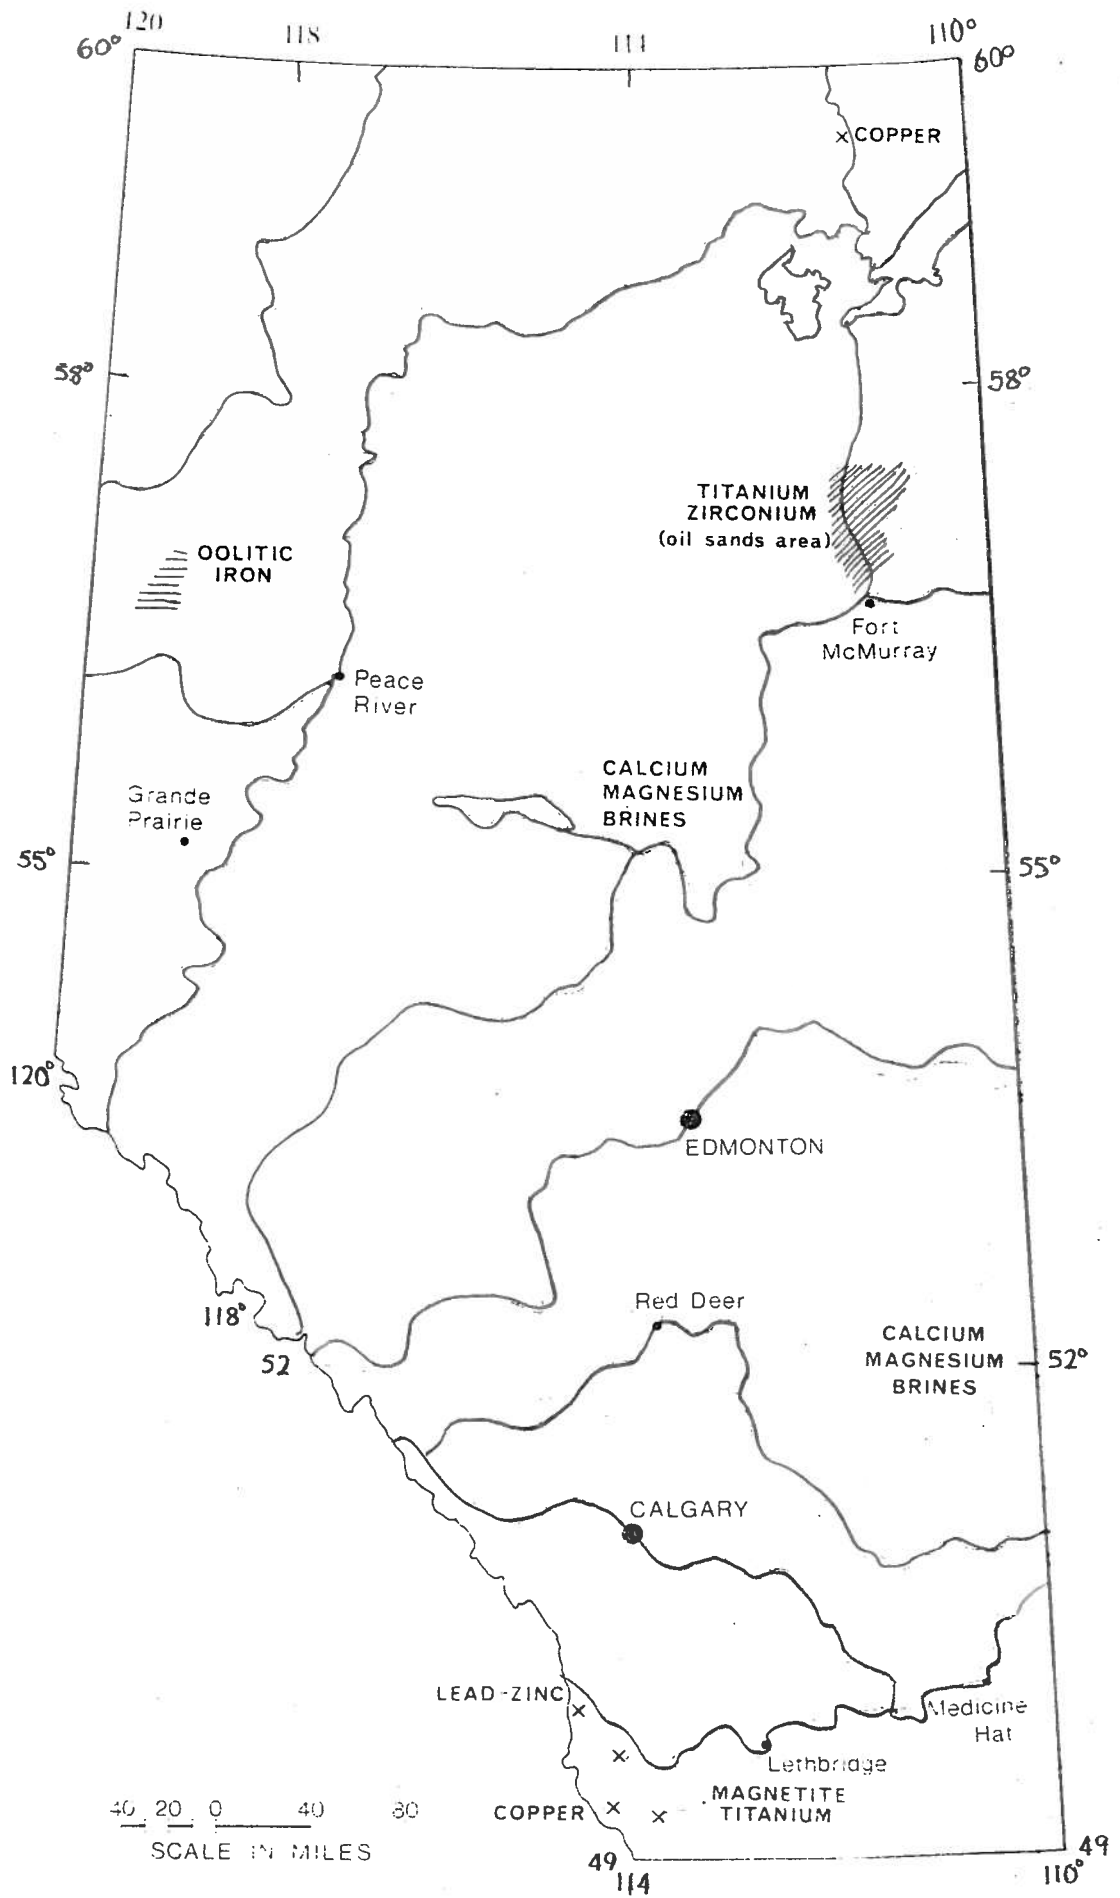 120
118
114
110°
60°
60°
COPPER
58°
58°
TITANIUM
ZIRCONIUM
(oil sands area)
OOLITIC
IRON
Fort
McMurray
Peace
River
CALCIUM
MAGNESIUM
BRINES
Grande
Prairie
55°
55°
120°
EDMONTON
118°
52
Red Deer
CALCIUM
MAGNESIUM
BRINES
52°
CALGARY
LEAD-ZINC
Medicine
Hat
Lethbridge
MAGNETITE
TITANIUM
COPPER
40 20 0 40 80
SCALE IN MILES
49
114
49
110°